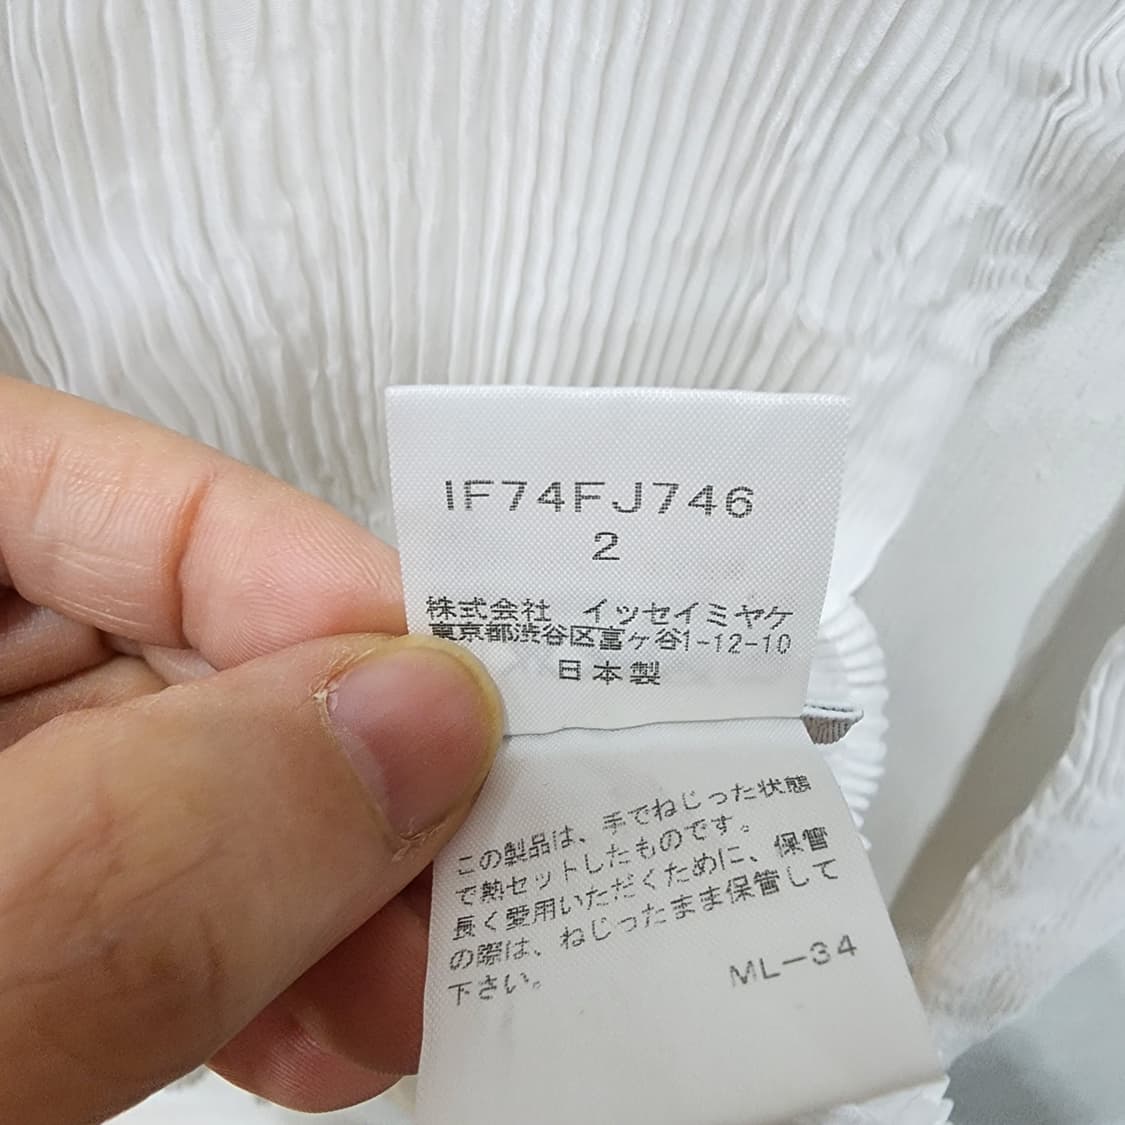 IF74FJ746
2
株式会社 イッセイミヤケ
東京都渋谷区富ヶ谷1-12-10
日本製
この製品は、手でねじった状態
で熱セットしたものです。
長く愛用いただくために、保管
の際は、ねじったまま保管して
下さい。
ML-34